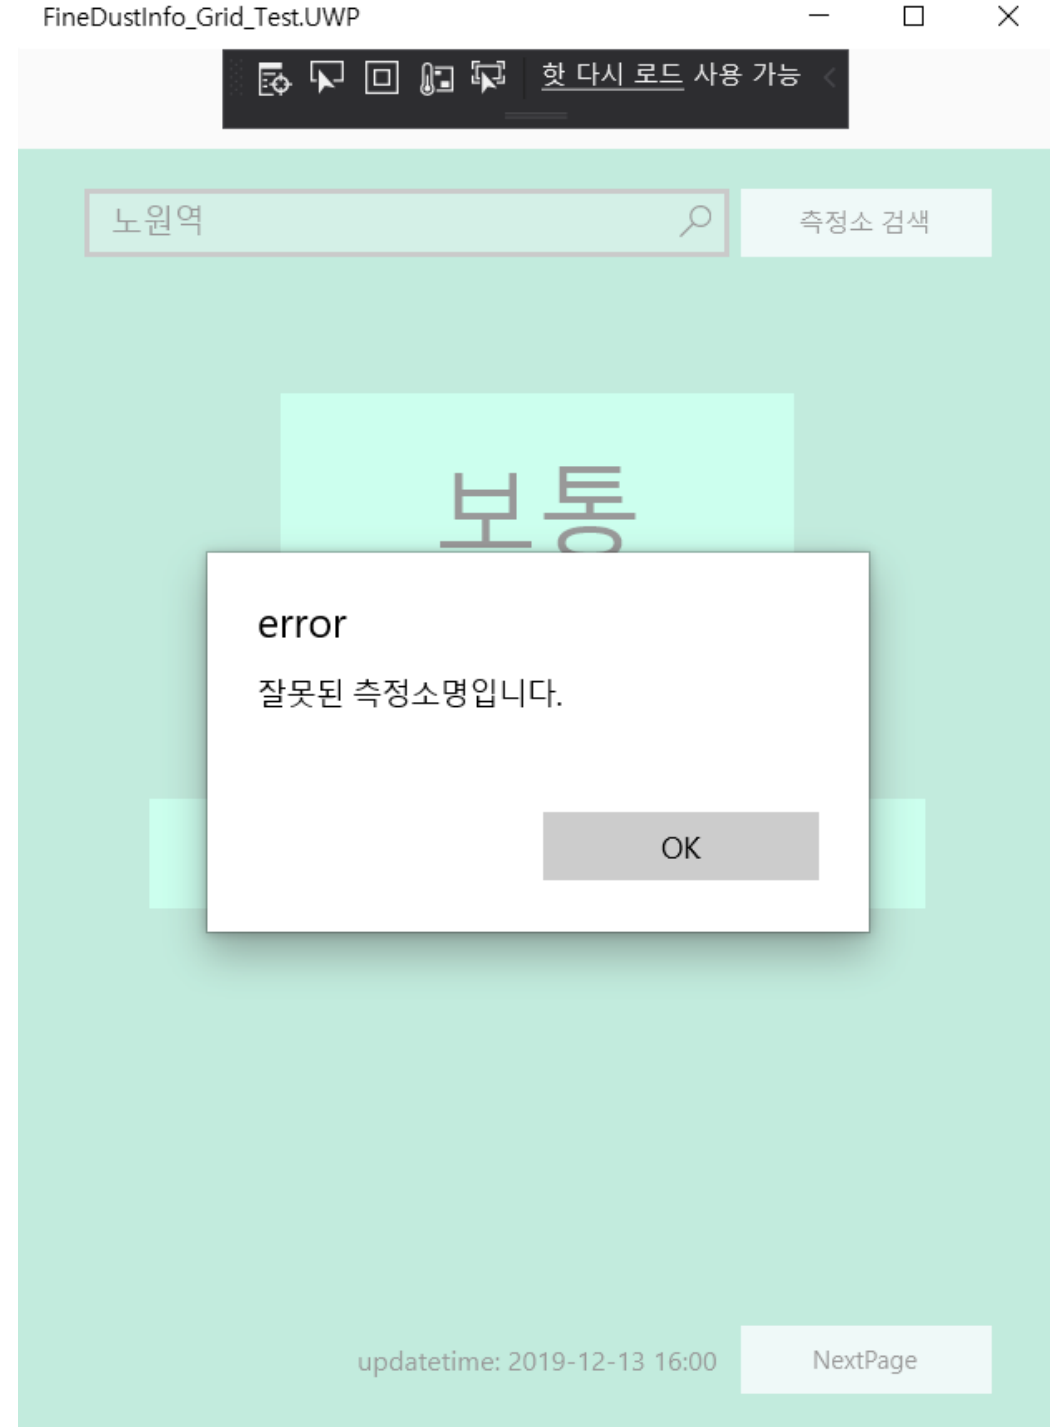 FineDustInfo_Grid_Test.UWP
핫 다시 로드 사용 가능
노원역
측정소 검색
보통
error
잘못된 측정소명입니다.
OK
updatetime: 2019-12-13 16:00
NextPage